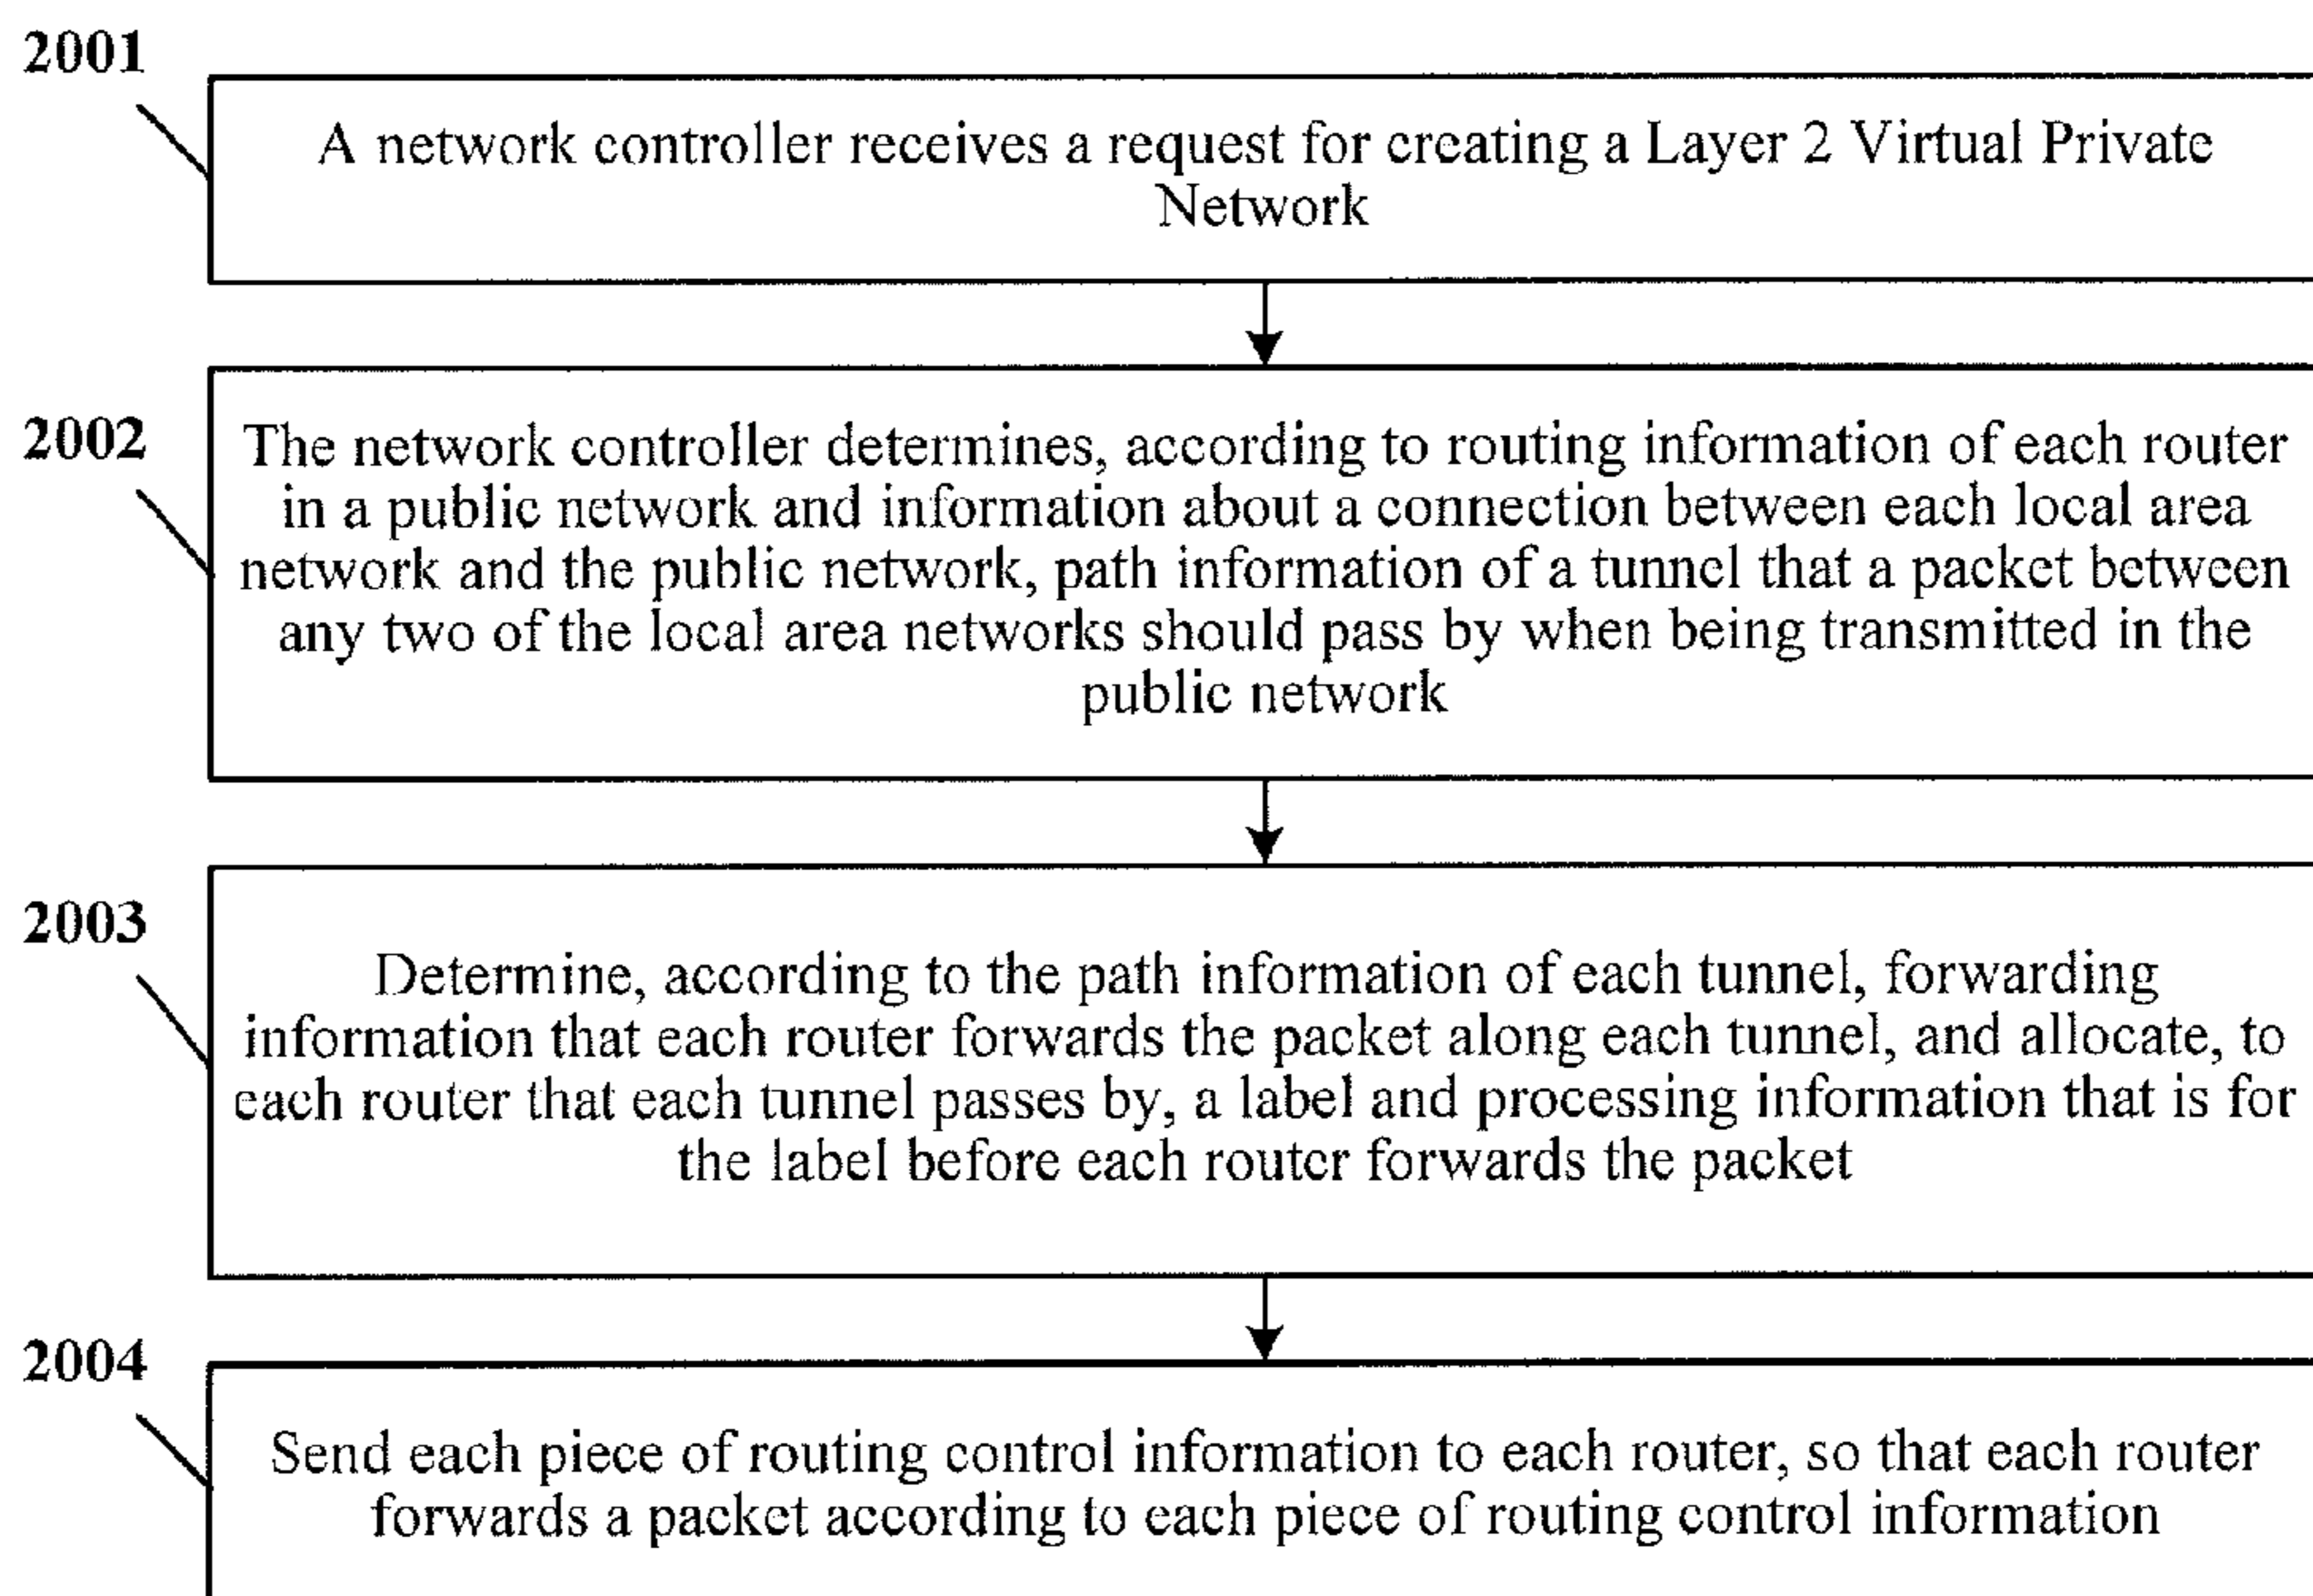 2001
A network controller receives a request for creating a Layer 2 Virtual Private
Network
2002
The network controller determines, according to routing information of each router
in a public network and information about a connection between each local area
network and the public network, path information of a tunnel that a packet between
any two of the local area networks should pass by when being transmitted in the
public network
2003
Determine, according to the path information of each tunnel, forwarding
information that each router forwards the packet along each tunnel, and allocate, to
each router that each tunnel passes by, a label and processing information that is for
the label before each router forwards the packet
2004
Send each piece of routing control information to each router, so that each router
forwards a packet according to each piece of routing control information